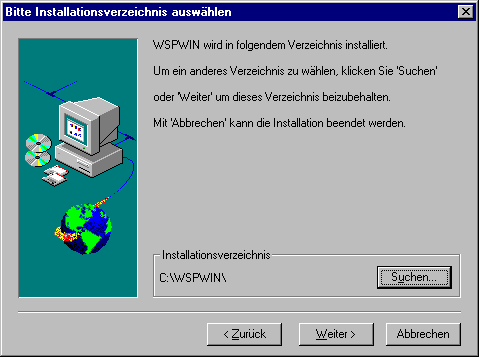 Bitte Installationsverzeichnis auswählen
WSPWIN wird in folgendem Verzeichnis installiert.
Um ein anderes Verzeichnis zu wählen, klicken Sie 'Suchen'
oder 'Weiter' um dieses Verzeichnis beizubehalten.
Mit 'Abbrechen' kann die Installation beendet werden.
Installationsverzeichnis
C:\WSPWIN\
Suchen...
< Zurück
Weiter >
Abbrechen